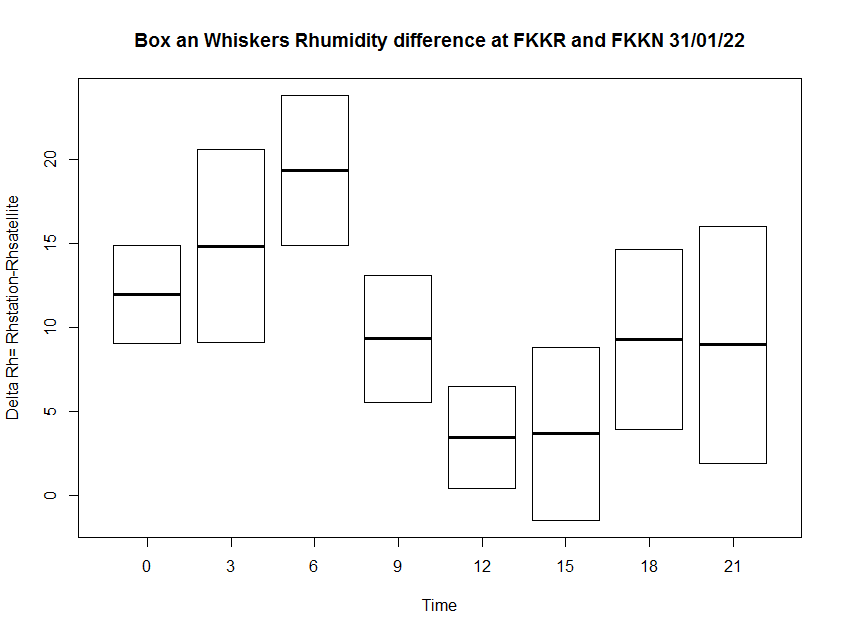 Box an Whiskers Rhumidity difference at FKKR and FKKN 31/01/22
Delta Rh= Rhstation-Rhsatellite
20
15
10
5
0
0 3 6 9 12 15 18 21
Time